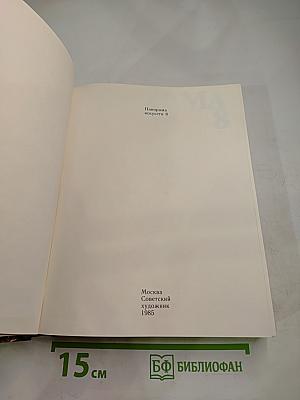 Панорама
искусств 8
Москва
Советский
художник
1985
15 см
БФ БИБЛИОФАН